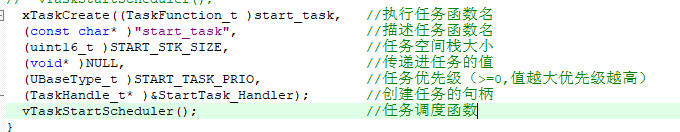 //  vTaskStartScheduler();
xTaskCreate((TaskFunction_t )start_task,   //执行任务函数名
(const char* )"start_task",   //描述任务函数名
(uint16_t )START_STK_SIZE,   //任务空间栈大小
(void* )NULL,   //传递进任务的值
(UBaseType_t )START_TASK_PRIO,   //任务优先级（>=0,值越大优先级越高）
(TaskHandle_t* )&StartTask_Handler);   //创建任务的句柄
vTaskStartScheduler();   //任务调度函数
}